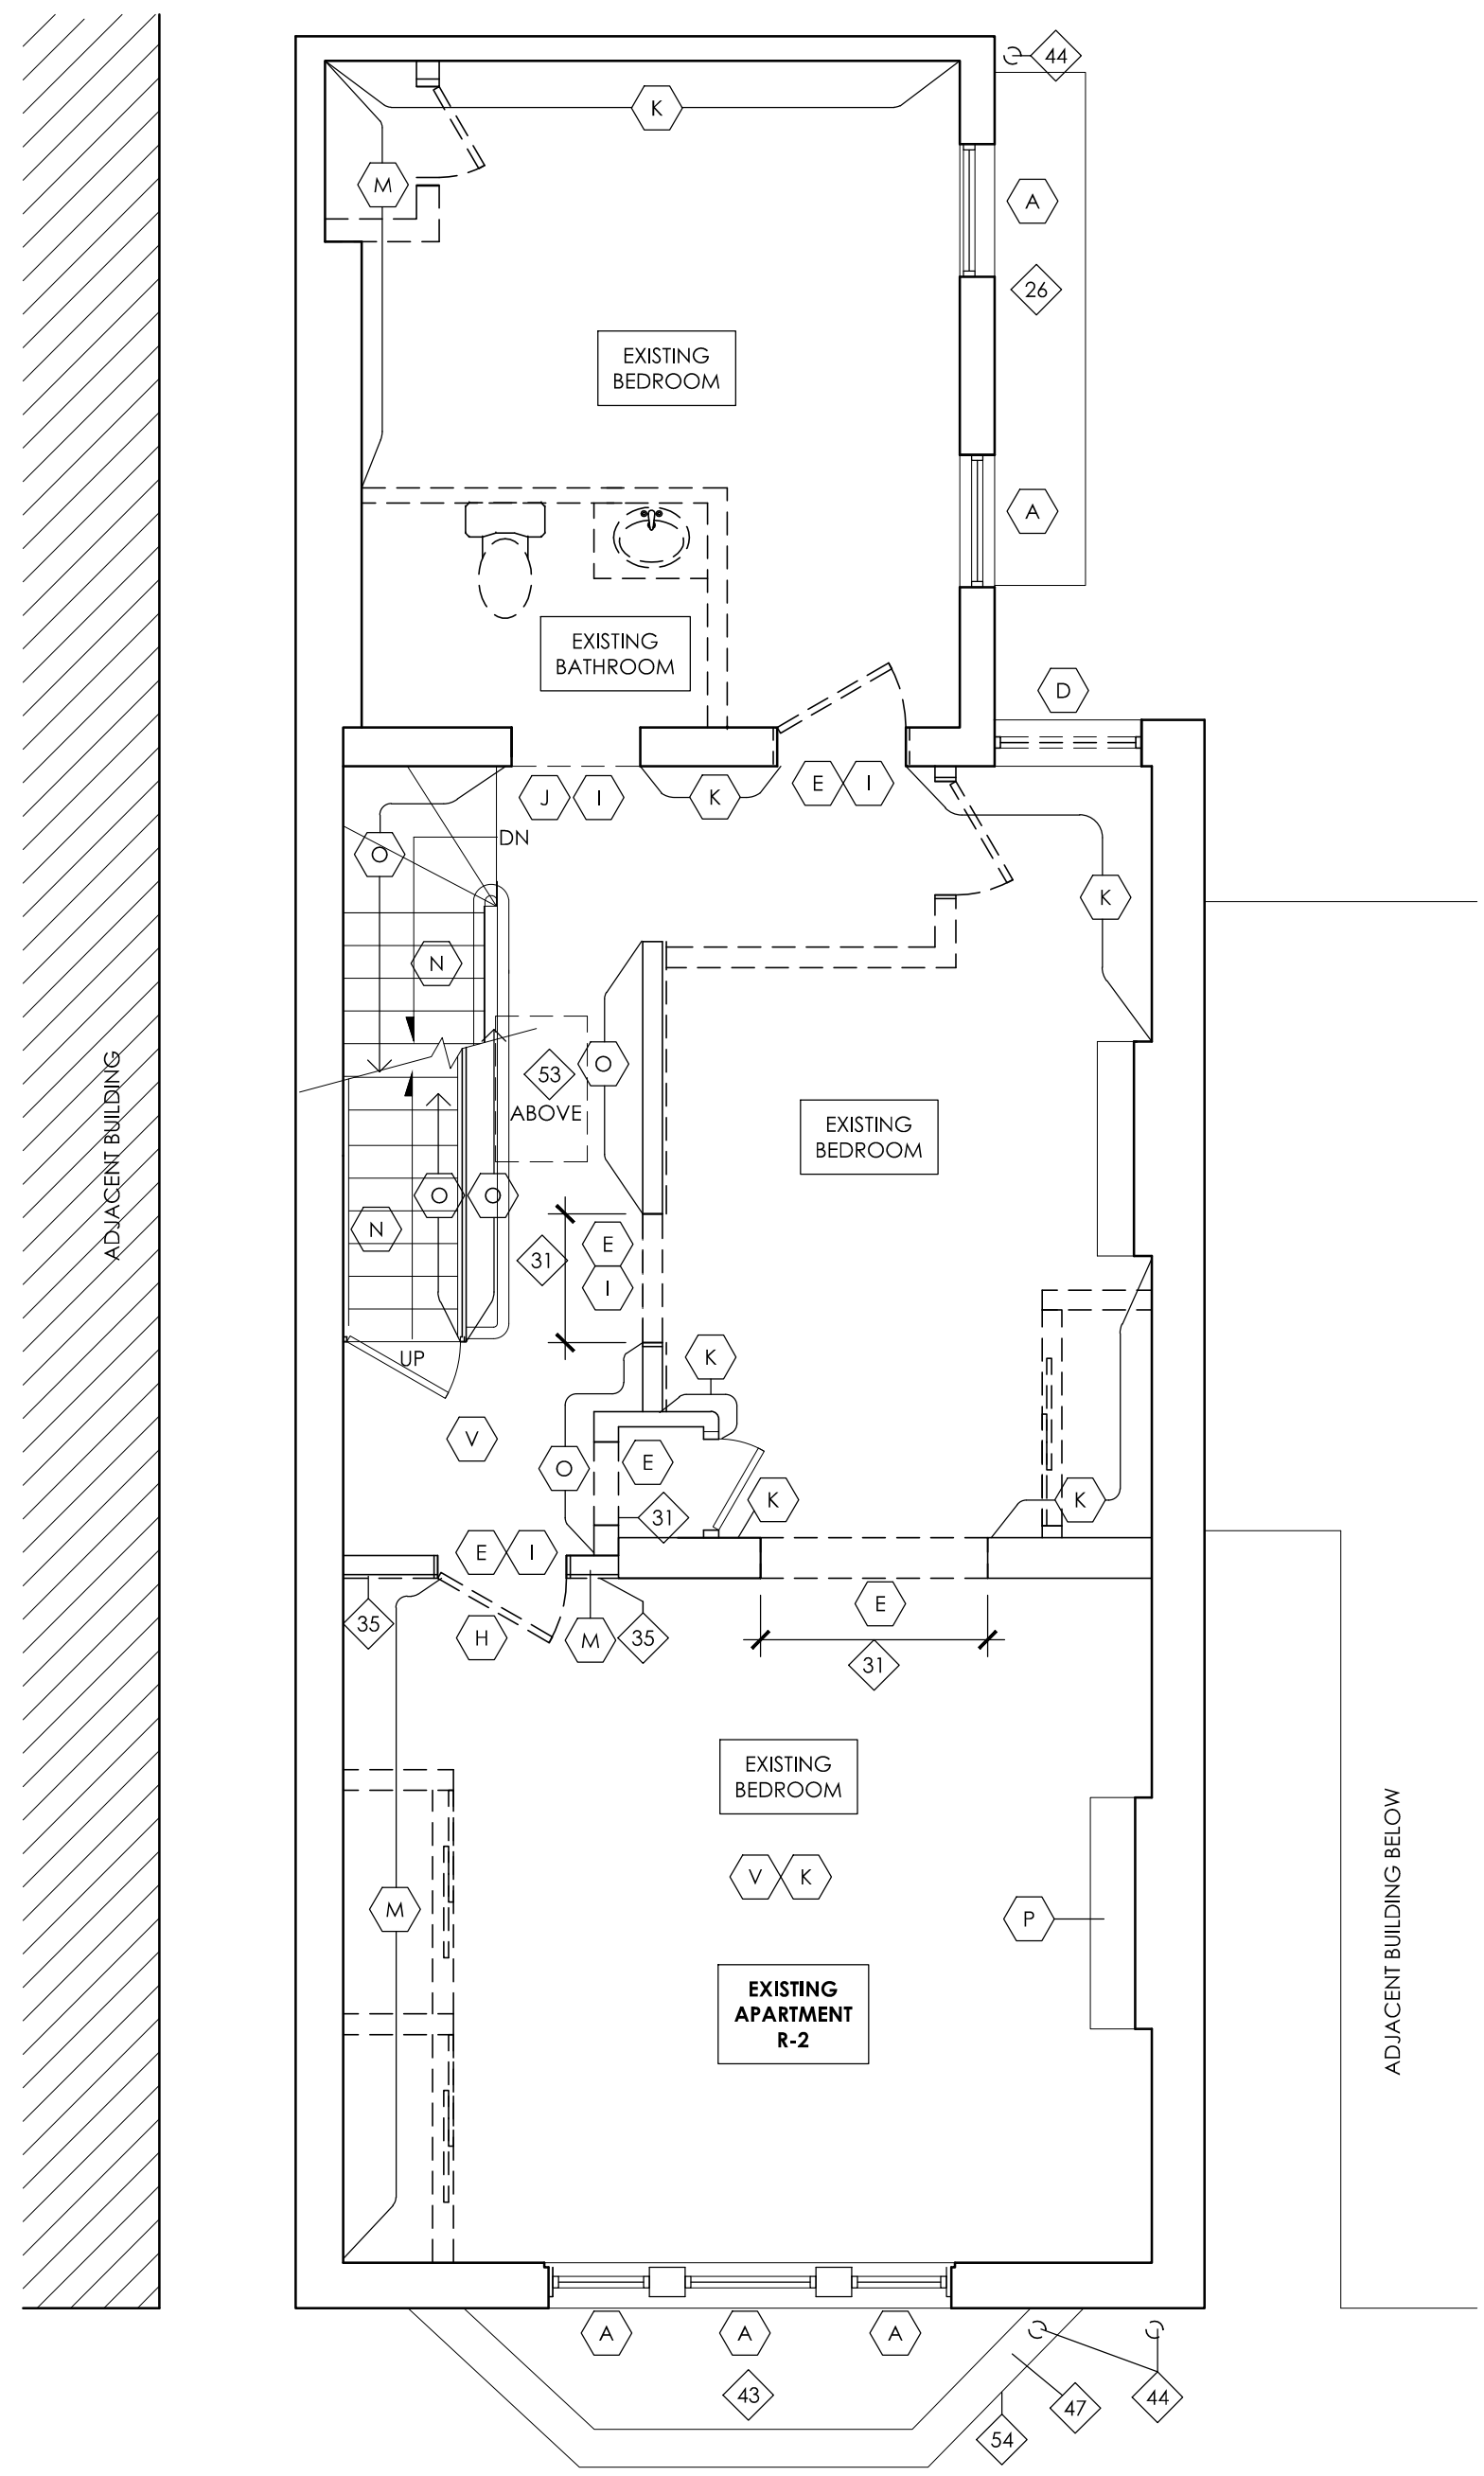 44
K
M
A
26
EXISTING
BEDROOM
A
EXISTING
BATHROOM
D
J I
K
E I
DN
O
K
N
53
ABOVE
O
EXISTING
BEDROOM
ADJACENT BUILDING
O O
N
E
31
I
UP
K
V
O
E
K
K
31
E I
35
H
M
35
E
31
EXISTING
BEDROOM
V K
M
P
EXISTING
APARTMENT
R-2
ADJACENT BUILDING BELOW
A
A
A
43
47
44
54